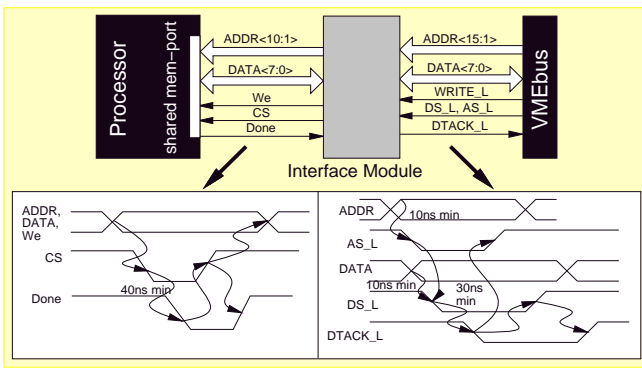 Processor
shared mem-port
ADDR<10:1>
DATA<7:0>
We
CS
Done
Interface Module
ADDR<15:1>
DATA<7:0>
WRITE_L
DS_L, AS_L
DTACK_L
VMEbus
ADDR,
DATA,
We
CS
40ns min
Done
ADDR
10ns min
AS_L
DATA
10ns min
30ns
min
DS_L
DTACK_L